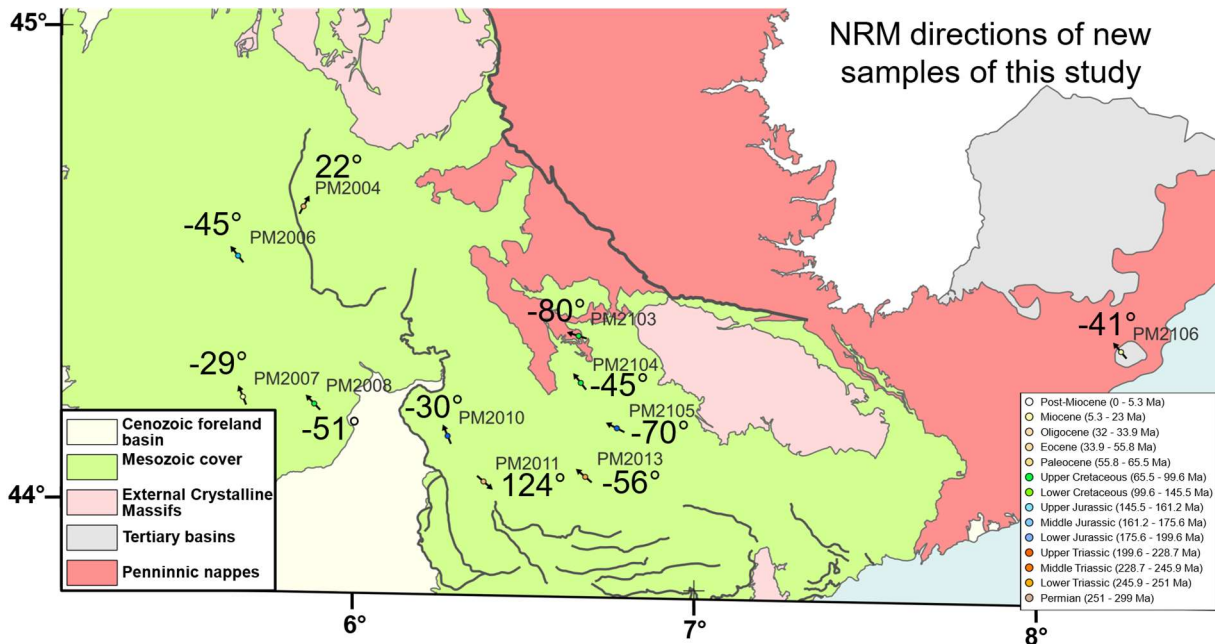 45°
NRM directions of new
samples of this study
22°
PM2004
-45°
PM2006
-80°
PM2103
-41°
PM2106
-29°
PM2007
PM2008
-51°
PM2104
-45°
-30°
PM2010
PM2105
-70°
PM2011
124°
PM2013
-56°
44°
Cenozoic foreland
basin
Mesozoic cover
External Crystalline
Massifs
Tertiary basins
Penninnic nappes
Post-Miocene (0 - 5.3 Ma)
Miocene (5.3 - 23 Ma)
Oligocene (32 - 33.9 Ma)
Eocene (33.9 - 55.8 Ma)
Paleocene (55.8 - 65.5 Ma)
Upper Cretaceous (65.5 - 99.6 Ma)
Lower Cretaceous (99.6 - 145.5 Ma)
Upper Jurassic (145.5 - 161.2 Ma)
Middle Jurassic (161.2 - 175.6 Ma)
Lower Jurassic (175.6 - 199.6 Ma)
Upper Triassic (199.6 - 228.7 Ma)
Middle Triassic (228.7 - 245.9 Ma)
Lower Triassic (245.9 - 251 Ma)
Permian (251 - 299 Ma)
6°
7°
8°